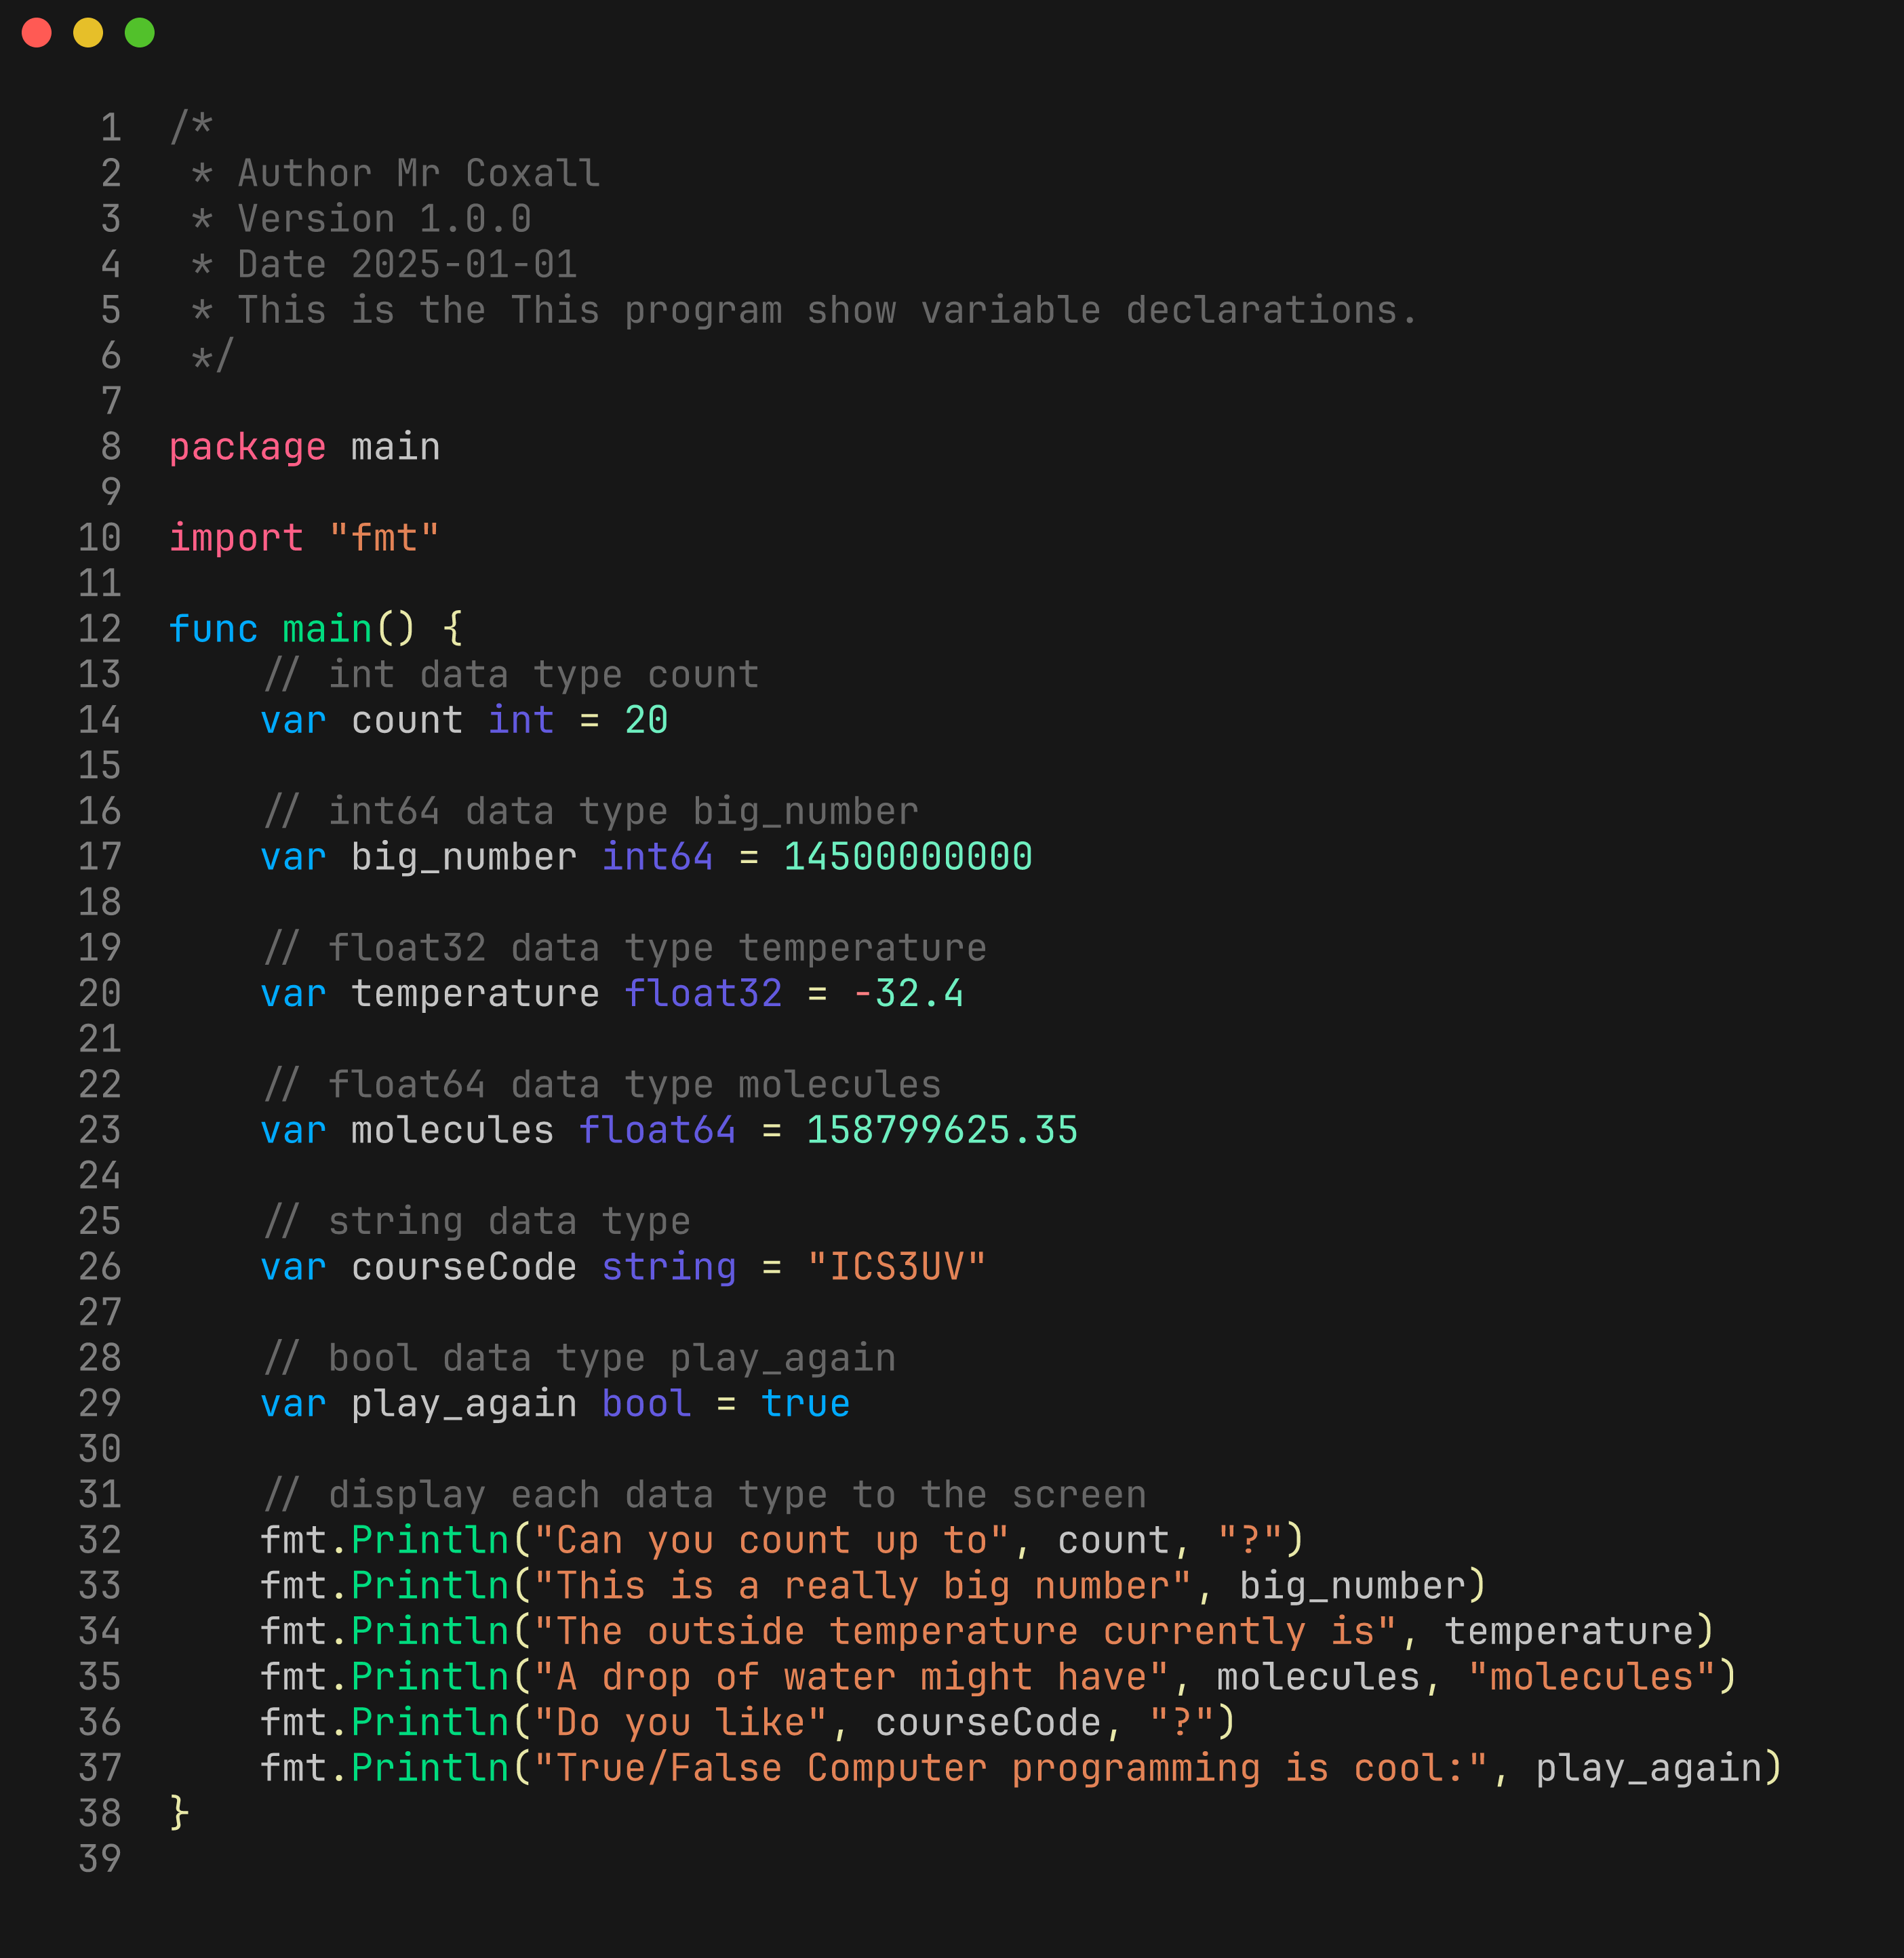 1 /*
2  * Author Mr Coxall
3  * Version 1.0.0
4  * Date 2025-01-01
5  * This is the This program show variable declarations.
6  */
7
8 package main
9
10 import "fmt"
11
12 func main() {
13     // int data type count
14     var count int = 20
15
16     // int64 data type big_number
17     var big_number int64 = 14500000000
18
19     // float32 data type temperature
20     var temperature float32 = -32.4
21
22     // float64 data type molecules
23     var molecules float64 = 158799625.35
24
25     // string data type
26     var courseCode string = "ICS3UV"
27
28     // bool data type play_again
29     var play_again bool = true
30
31     // display each data type to the screen
32     fmt.Println("Can you count up to", count, "?")
33     fmt.Println("This is a really big number", big_number)
34     fmt.Println("The outside temperature currently is", temperature)
35     fmt.Println("A drop of water might have", molecules, "molecules")
36     fmt.Println("Do you like", courseCode, "?")
37     fmt.Println("True/False Computer programming is cool:", play_again)
38 }
39